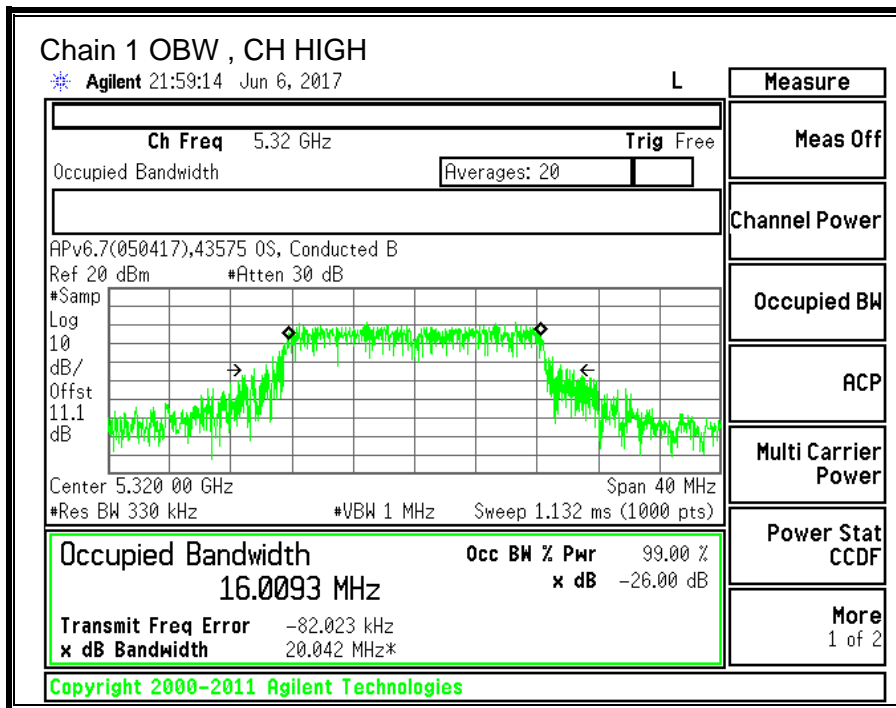 Chain 1 OBW , CH HIGH
Agilent 21:59:14 Jun 6, 2017 L
Measure
Ch Freq 5.32 GHz Trig Free
Meas Off
Occupied Bandwidth Averages: 20
Channel Power
APv6.7(050417),43575 OS, Conducted B
Ref 20 dBm #Atten 30 dB
#Samp
Log
10
dB/
Offst
11.1
dB
Occupied BW
ACP
Center 5.320 00 GHz Span 40 MHz
#Res BW 330 kHz #VBW 1 MHz Sweep 1.132 ms (1000 pts)
Multi Carrier
Power
Occupied Bandwidth Occ BW % Pwr 99.00 %
16.0093 MHz x dB -26.00 dB
Power Stat
CCDF
Transmit Freq Error -82.023 kHz
x dB Bandwidth 20.042 MHz*
More
1 of 2
Copyright 2000-2011 Agilent Technologies